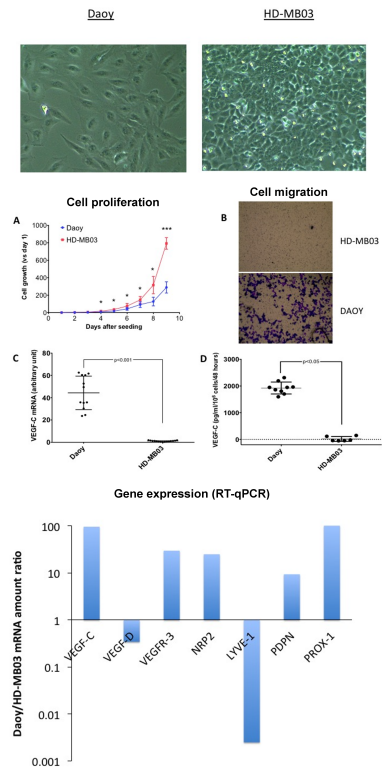 Daoy
HD-MB03
Cell proliferation
A
Daoy
HD-MB03
Cell growth (vs day 1)
1000
800
600
400
200
0
* * * * * ***
0 2 4 6 8 10
Days after seeding
Cell migration
B
HD-MB03
DAOY
C
VEGF-C mRNA (arbitrary unit)
80
60
40
20
0
p=0.001
Daoy
HD-MB03
D
VEGF-C (pg/ml/10⁶ cells/48 hours)
3000
2000
1000
0
p<0.05
Daoy
HD-MB03
Gene expression (RT-qPCR)
Daoy/HD-MB03 mRNA amount ratio
100
10
1
0.1
0.01
0.001
VEGF-C
VEGF-D
VEGFR-3
NRP2
LYVE-1
PDPN
PROX-1